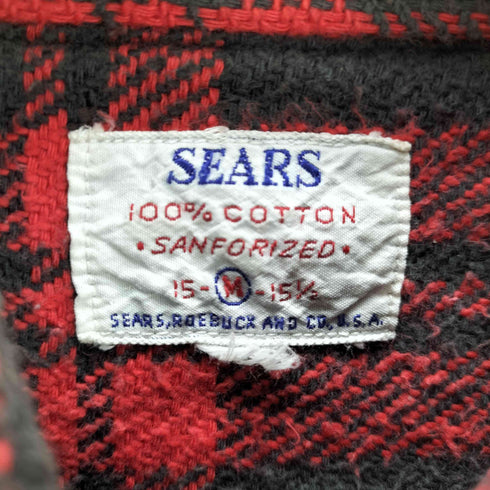 SEARS
100% COTTON
• SANFORIZED •
15-M-15½
SEARS, ROEBUCK AND CO., U.S.A.